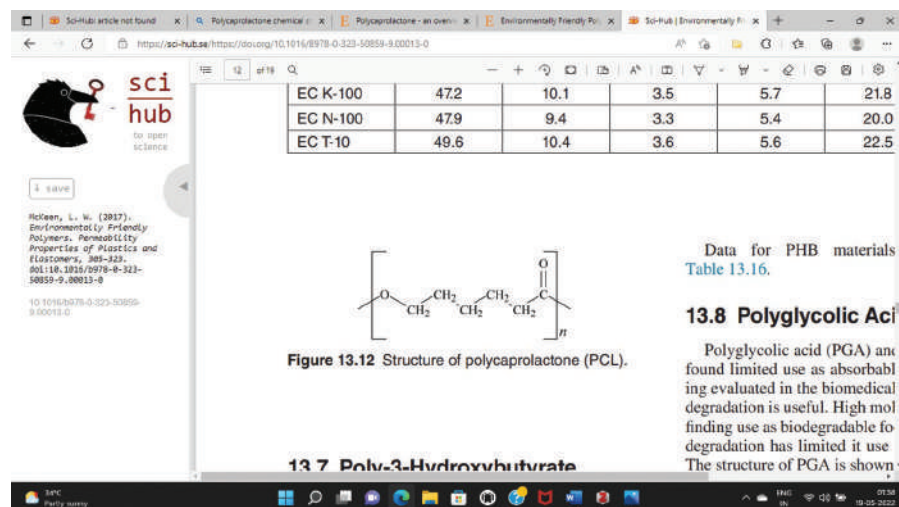 Sci-Hub: article not found
Polycaprolactone chemical
Polycaprolactone - an overvi
Environmentally Friendly Po
Sci-Hub | Environmentally Fr
https://sci-hub.se/https://doi.org/10.1016/B978-0-323-50859-9.00013-0
12 of 19
sci
hub
to open
science
↓ save
McKeen, L. W. (2017).
Environmentally Friendly
Polymers. Permeability
Properties of Plastics and
Elastomers, 305–323.
doi:10.1016/b978-0-323-
50859-9.00013-0
10.1016/b978-0-323-50859-
9.00013-0
EC K-100 47.2 10.1 3.5 5.7 21.8
EC N-100 47.9 9.4 3.3 5.4 20.0
EC T-10 49.6 10.4 3.6 5.6 22.5
O
O CH2 CH2 C
CH2 CH2 CH2
n
Figure 13.12 Structure of polycaprolactone (PCL).
13.7 Poly-3-Hydroxybutyrate
Data for PHB materials
Table 13.16.
13.8 Polyglycolic Aci
Polyglycolic acid (PGA) and
found limited use as absorbabl
ing evaluated in the biomedical
degradation is useful. High mol
finding use as biodegradable fo
degradation has limited it use
The structure of PGA is shown
34°C
Partly sunny
W
ENG
IN
01:58
19-05-2022